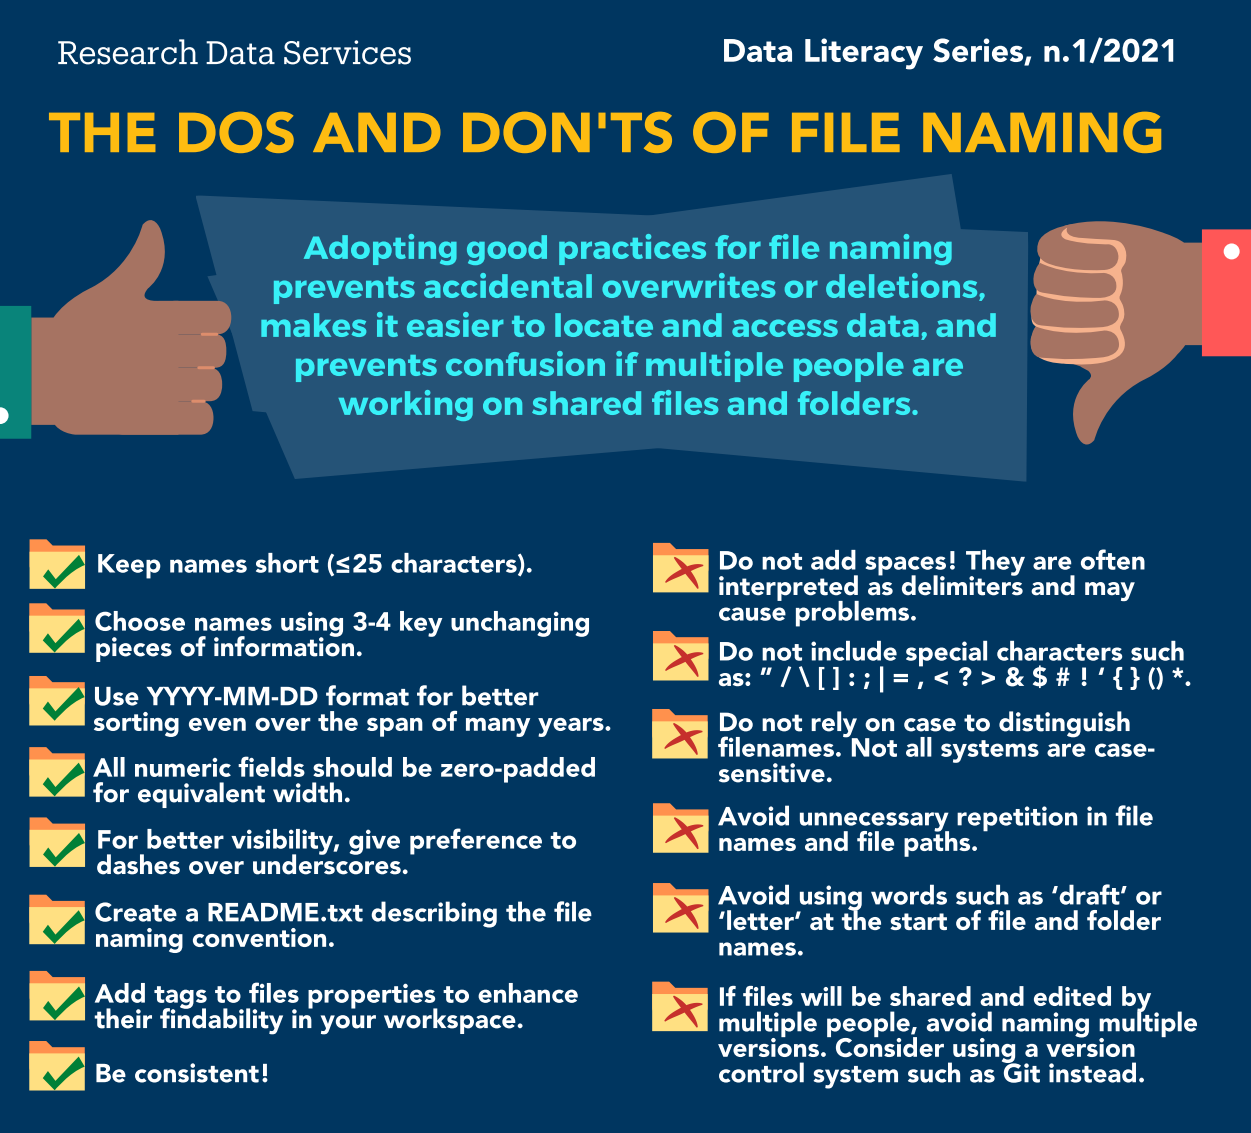 Research Data Services
Data Literacy Series, n.1/2021
THE DOS AND DON'TS OF FILE NAMING
Adopting good practices for file naming
prevents accidental overwrites or deletions,
makes it easier to locate and access data, and
prevents confusion if multiple people are
working on shared files and folders.
Keep names short (≤25 characters).
Choose names using 3-4 key unchanging
pieces of information.
Use YYYY-MM-DD format for better
sorting even over the span of many years.
All numeric fields should be zero-padded
for equivalent width.
For better visibility, give preference to
dashes over underscores.
Create a README.txt describing the file
naming convention.
Add tags to files properties to enhance
their findability in your workspace.
Be consistent!
Do not add spaces! They are often
interpreted as delimiters and may
cause problems.
Do not include special characters such
as: ” / \ [ ] : ; | = , < ? > & $ # ! ‘ { } () *.
Do not rely on case to distinguish
filenames. Not all systems are case-
sensitive.
Avoid unnecessary repetition in file
names and file paths.
Avoid using words such as ‘draft’ or
‘letter’ at the start of file and folder
names.
If files will be shared and edited by
multiple people, avoid naming multiple
versions. Consider using a version
control system such as Git instead.